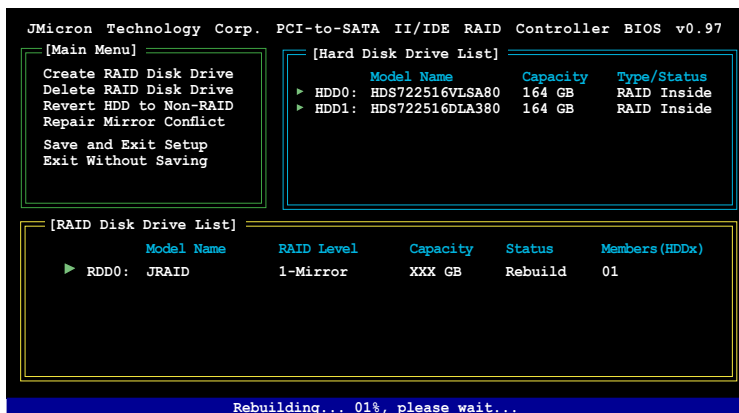 JMicron Technology Corp. PCI-to-SATA II/IDE RAID Controller BIOS v0.97
[Main Menu]
Create RAID Disk Drive
Delete RAID Disk Drive
Revert HDD to Non-RAID
Repair Mirror Conflict
Save and Exit Setup
Exit Without Saving
[Hard Disk Drive List]
Model Name Capacity Type/Status
HDD0: HDS722516VLSA80 164 GB RAID Inside
HDD1: HDS722516DLA380 164 GB RAID Inside
[RAID Disk Drive List]
Model Name RAID Level Capacity Status Members(HDDx)
RDD0: JRAID 1-Mirror XXX GB Rebuild 01
Rebuilding... 01%, please wait...